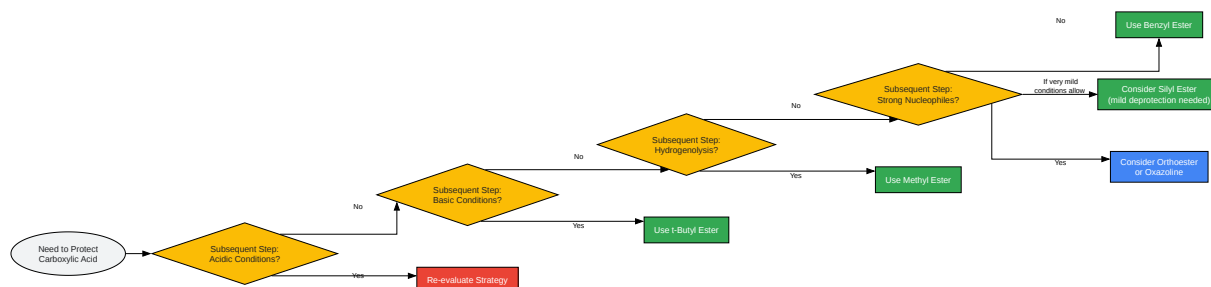 No
Use Benzyl Ester
If very mild
conditions allow
Subsequent Step:
Strong Nucleophiles?
Consider Silyl Ester
(mild deprotection needed)
No
Subsequent Step:
Hydrogenolysis?
Yes
Consider Orthoester
or Oxazoline
No
Yes
Use Methyl Ester
Subsequent Step:
Basic Conditions?
No
Yes
Use t-Butyl Ester
Need to Protect
Carboxylic Acid
Subsequent Step:
Acidic Conditions?
Yes
Re-evaluate Strategy